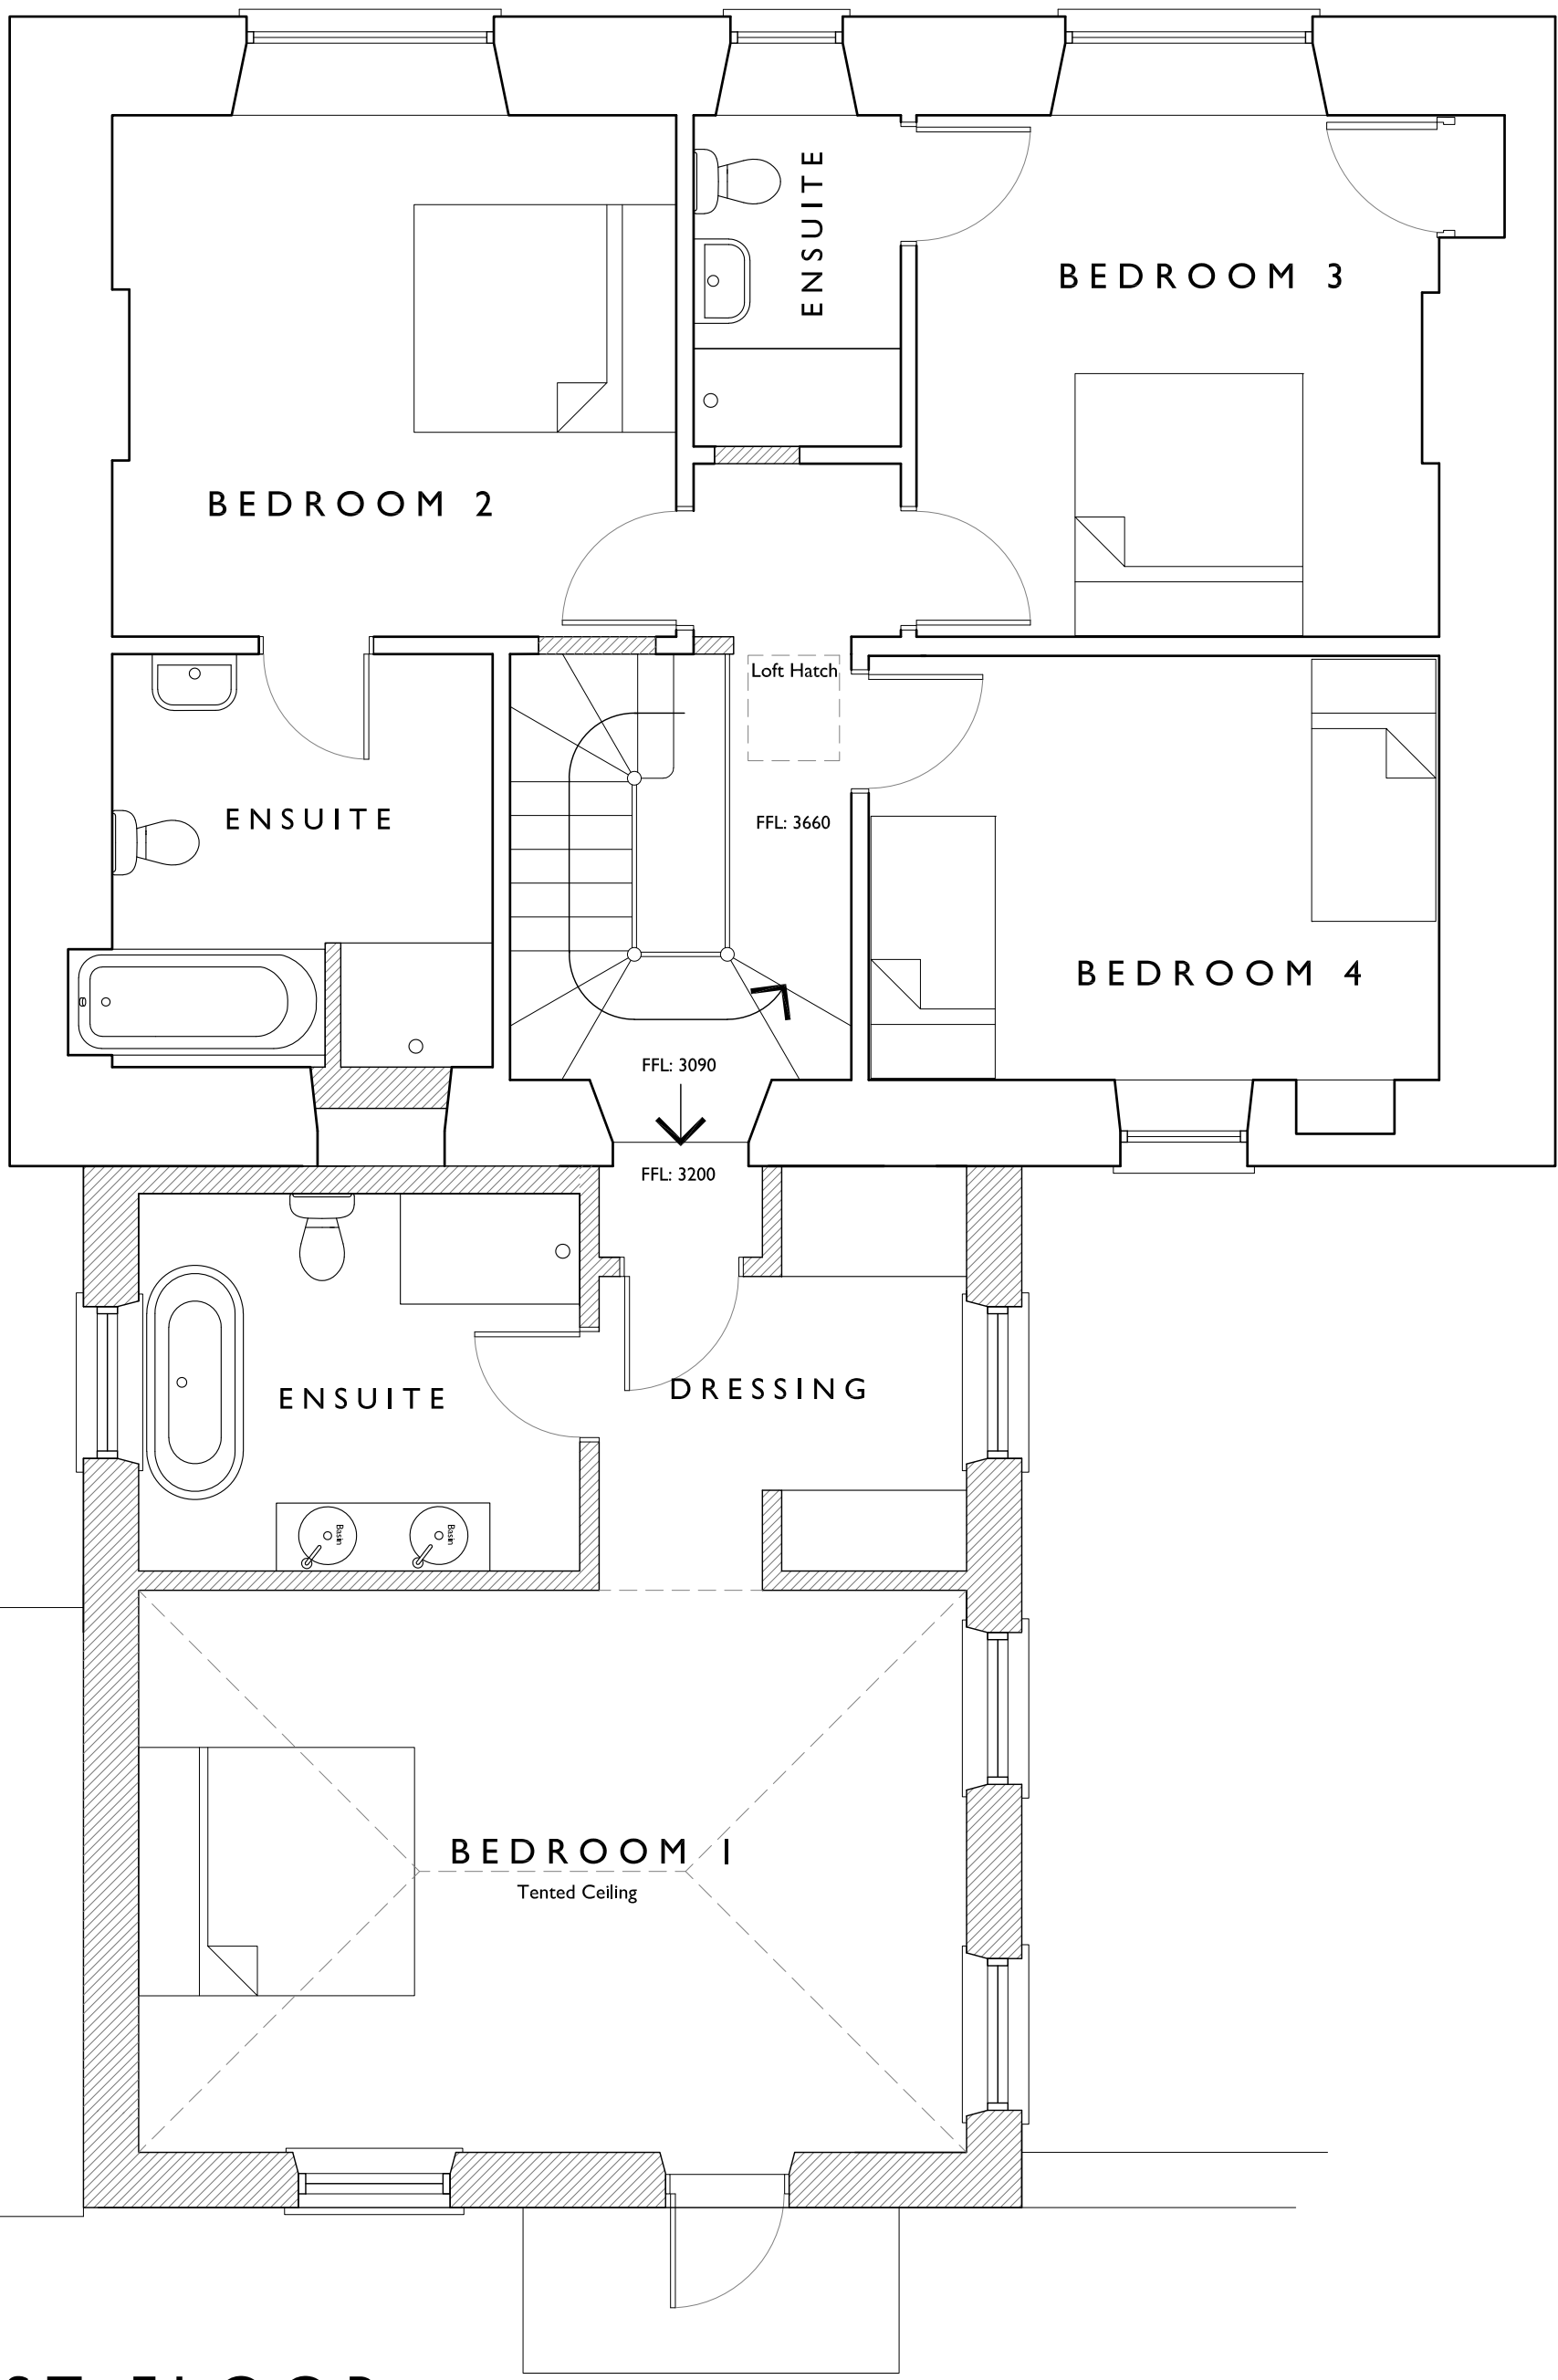 ENSUITE
BEDROOM 3
BEDROOM 2
Loft Hatch
ENSUITE
FFL: 3660
BEDROOM 4
FFL: 3090
FFL: 3200
ENSUITE
DRESSING
Basin
Basin
BEDROOM 1
Tented Ceiling